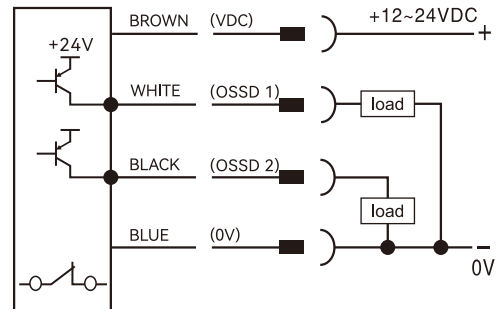 BROWN (VDC) +12~24VDC +
+24V
WHITE (OSSD 1) load
BLACK (OSSD 2)
load
BLUE (0V) −
0V